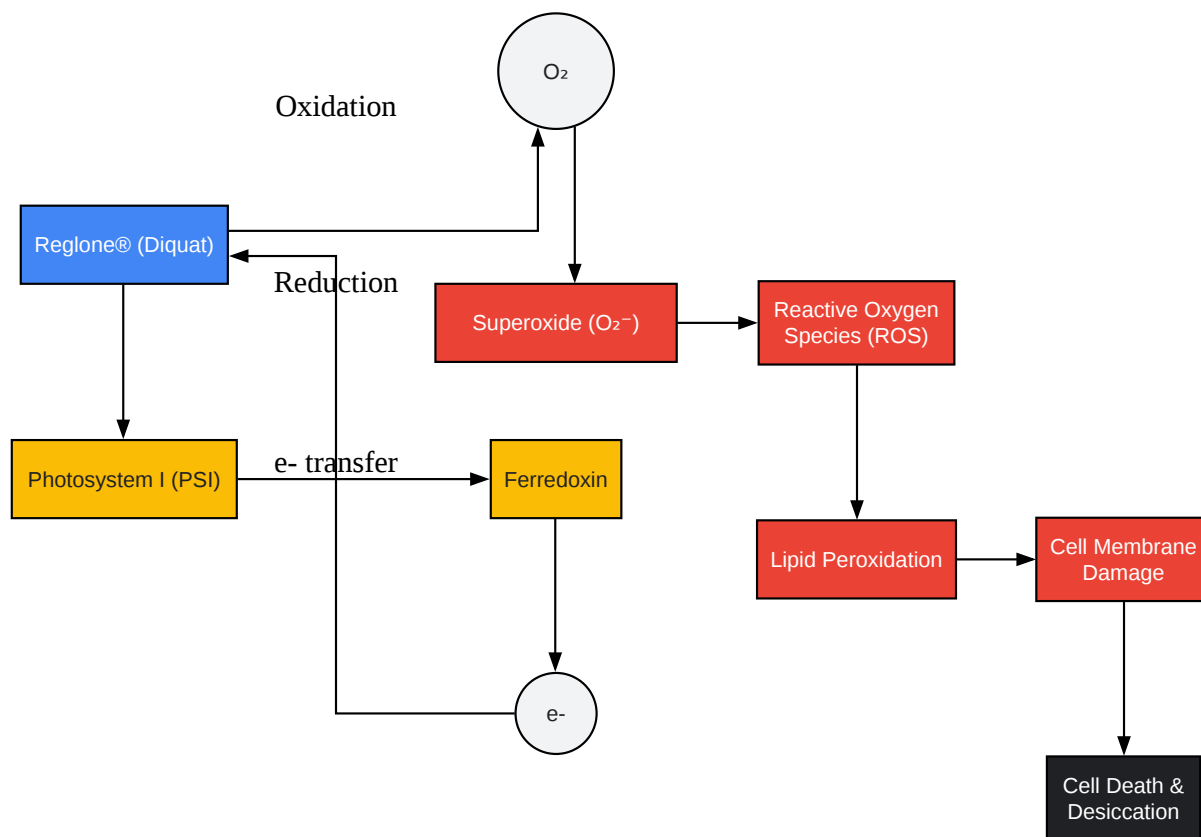 O₂
Oxidation
Reglone® (Diquat)
Reduction
Superoxide (O₂⁻)
Reactive Oxygen
Species (ROS)
Photosystem I (PSI)
e- transfer
Ferredoxin
Lipid Peroxidation
Cell Membrane
Damage
e-
Cell Death &
Desiccation